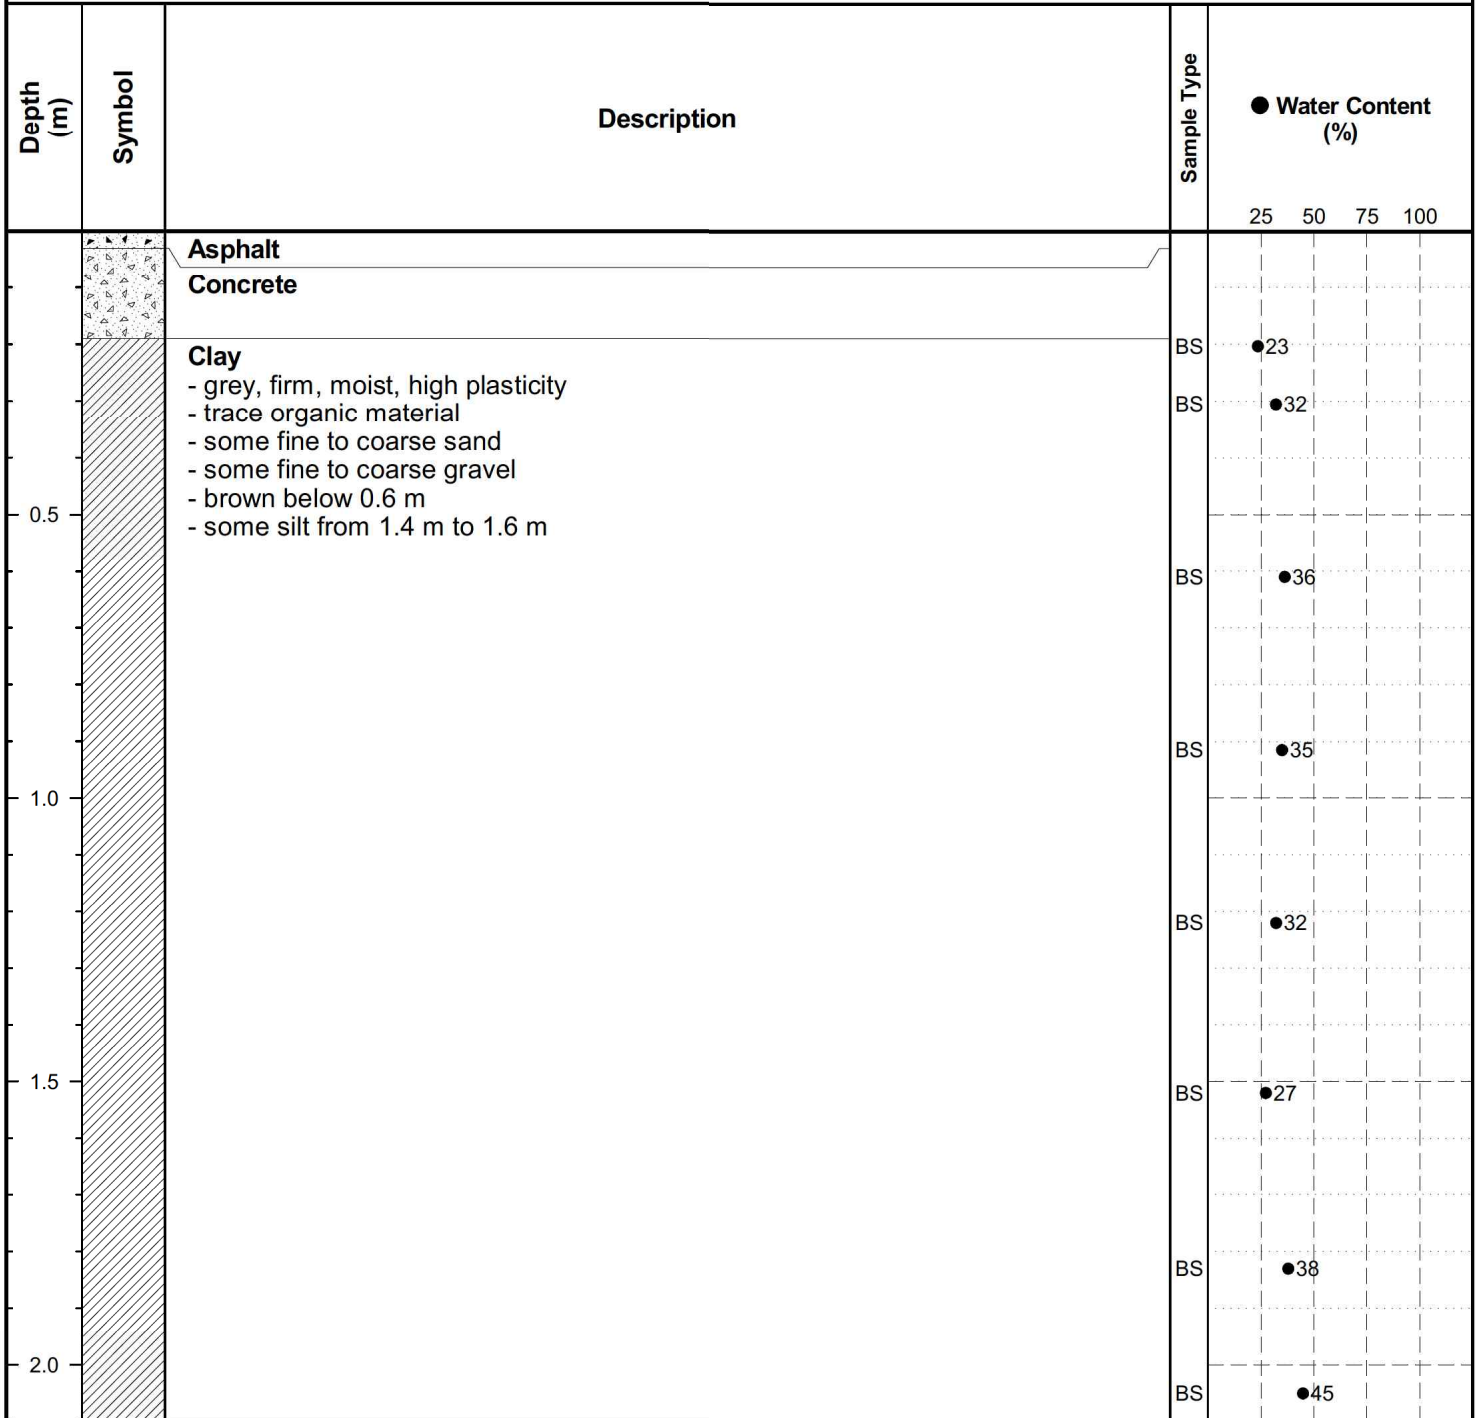 Depth
(m)
Symbol
Description
Sample Type
● Water Content
(%)
25 50 75 100
Asphalt
Concrete
BS 23
Clay
- grey, firm, moist, high plasticity
BS 32
- trace organic material
- some fine to coarse sand
- some fine to coarse gravel
- brown below 0.6 m
0.5
- some silt from 1.4 m to 1.6 m
BS 36
BS 35
1.0
BS 32
1.5
BS 27
BS 38
2.0
BS 45